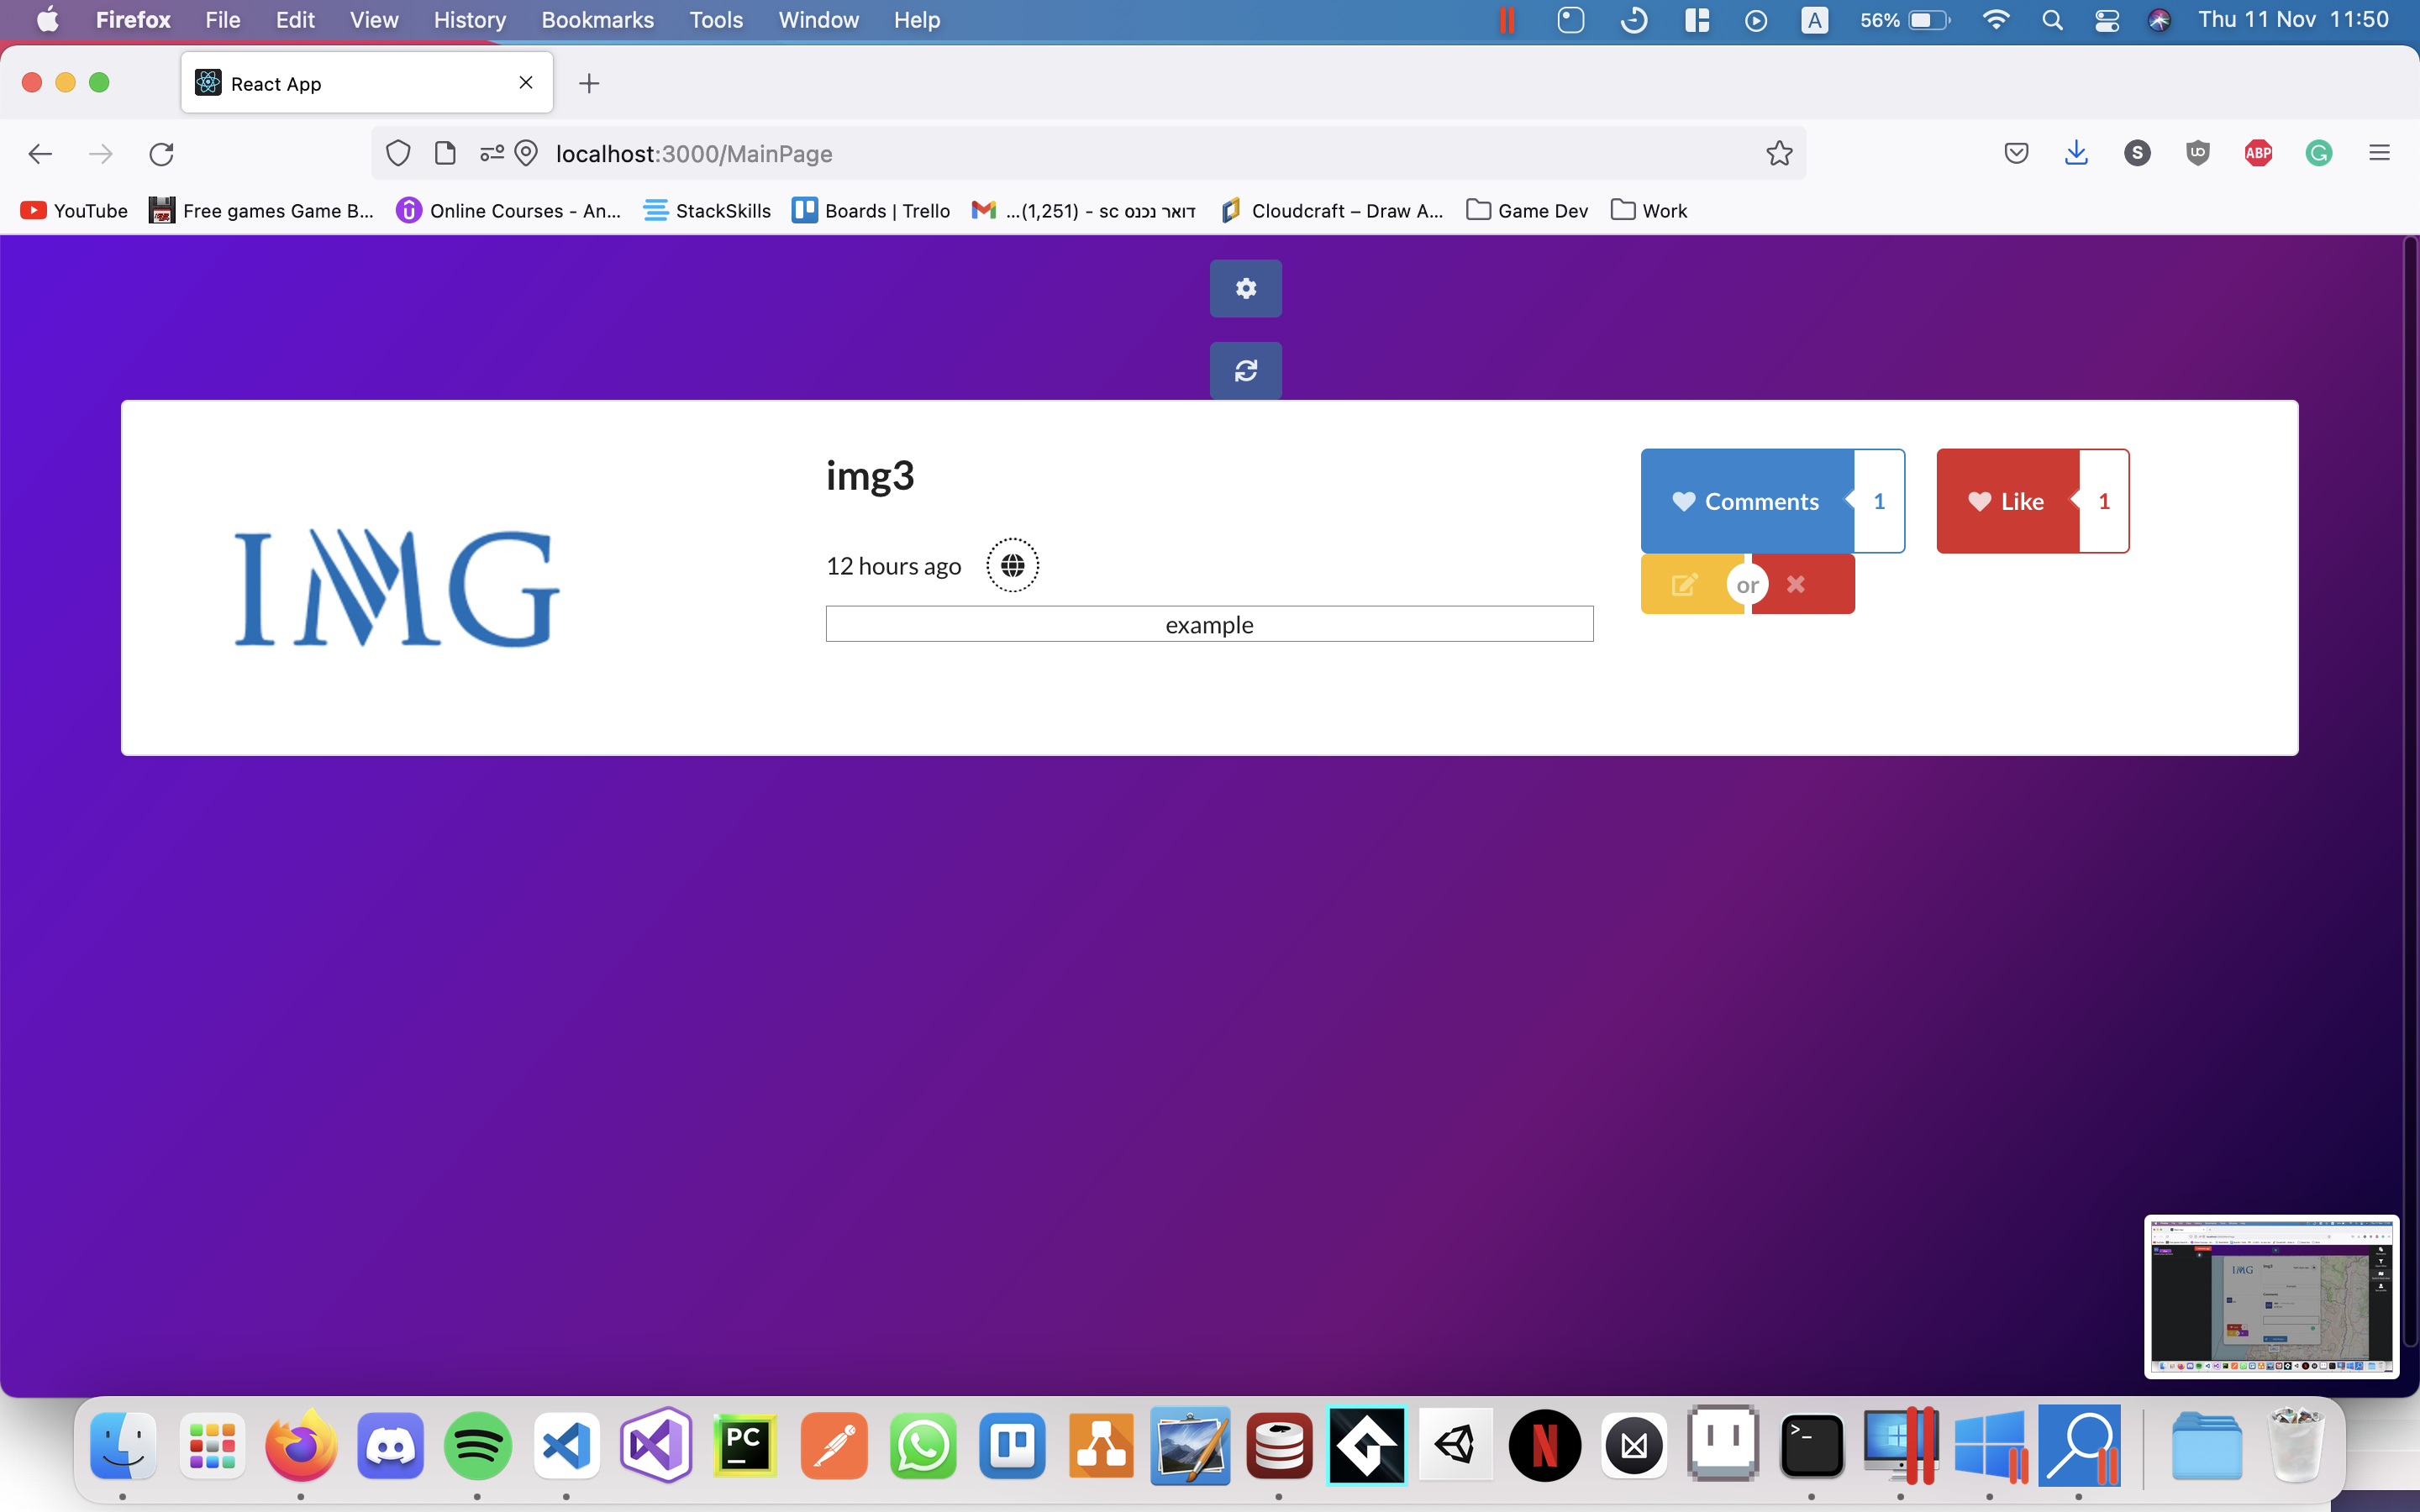 Firefox File Edit View History Bookmarks Tools Window Help A 56% Thu 11 Nov 11:50
React App
localhost:3000/MainPage S ABP
YouTube Free games Game B... Online Courses - An... StackSkills Boards | Trello ...(1,251) - sc דואר נכנס Cloudcraft – Draw A... Game Dev Work
IMG
img3
12 hours ago
example
Comments 1
Like 1
or
PC